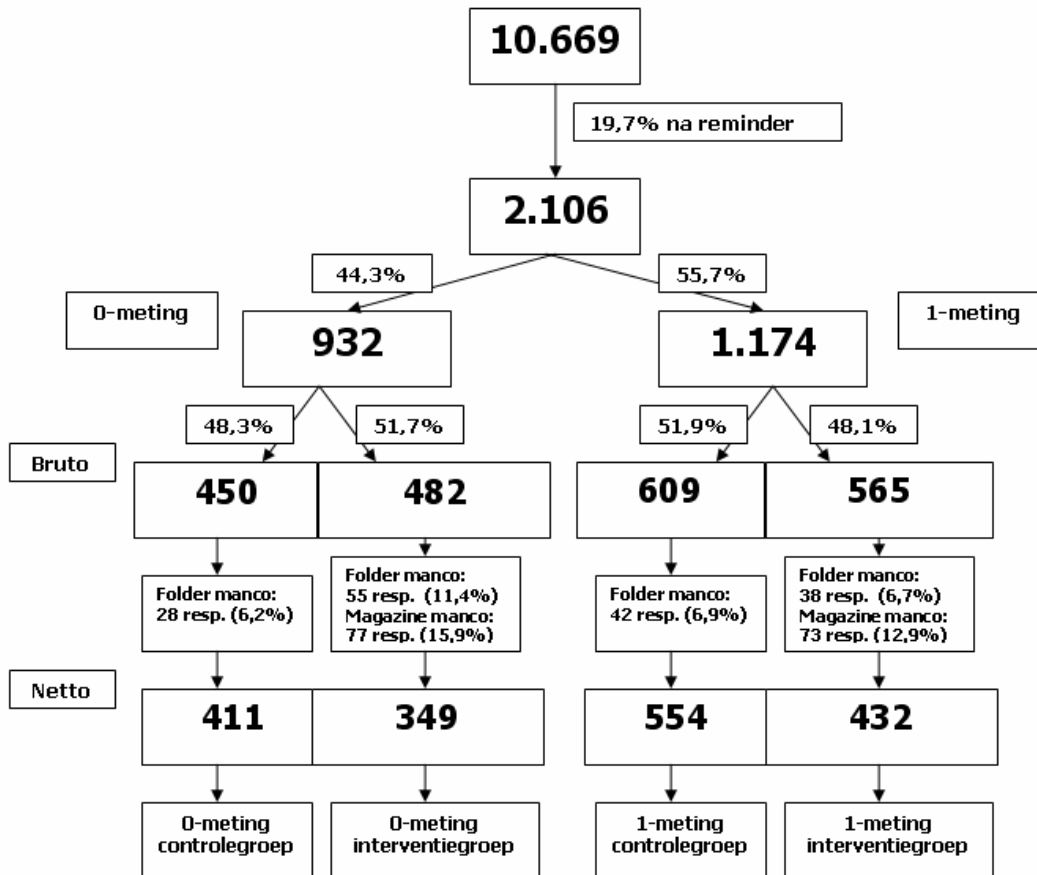 10.669
19,7% na reminder
2.106
44,3%
55,7%
0-meting
1-meting
932
1.174
48,3%
51,7%
51,9%
48,1%
Bruto
450
482
609
565
Folder manco:
28 resp. (6,2%)
Folder manco:
55 resp. (11,4%)
Magazine manco:
77 resp. (15,9%)
Folder manco:
42 resp. (6,9%)
Folder manco:
38 resp. (6,7%)
Magazine manco:
73 resp. (12,9%)
Netto
411
349
554
432
0-meting
controlegroep
0-meting
interventiegroep
1-meting
controlegroep
1-meting
interventiegroep